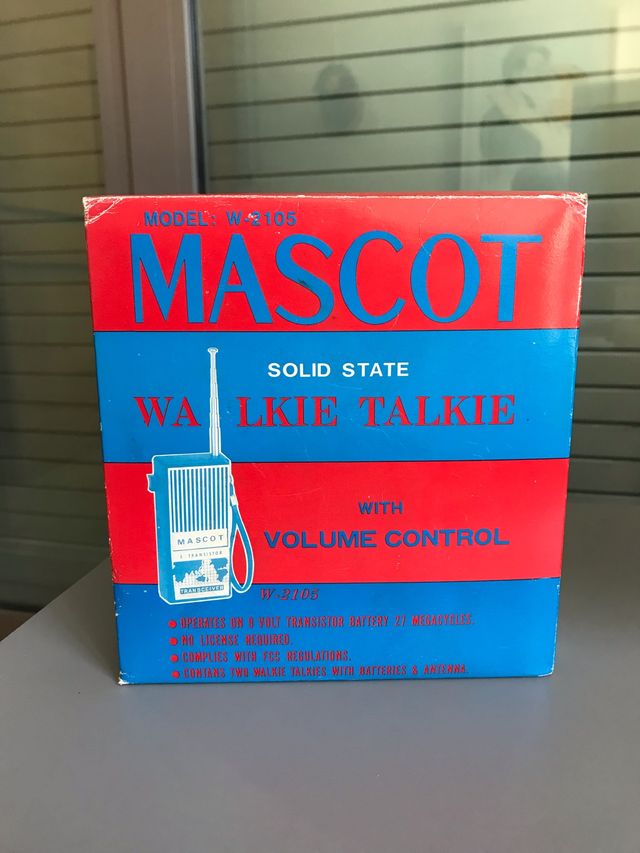 MODEL: W-2105
MASCOT
SOLID STATE
WALKIE TALKIE
WITH
VOLUME CONTROL
MASCOT
TRANSISTOR
TRANSCEIVER
W-2105
● OPERATES ON 9 VOLT TRANSISTOR BATTERY 27 MEGACYCLES.
● NO LICENSE REQUIRED.
● COMPLIES WITH FCC REGULATIONS.
● CONTANS TWO WALKIE TALKIES WITH BATTERIES & ANTENNA.